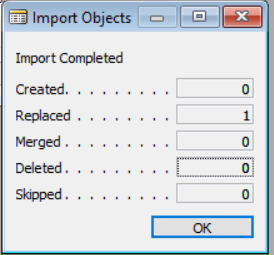 Import Objects
Import Completed
Created. . . . . . . . . 0
Replaced . . . . . . . . 1
Merged . . . . . . . . . 0
Deleted. . . . . . . . . 0
Skipped. . . . . . . . . 0
OK